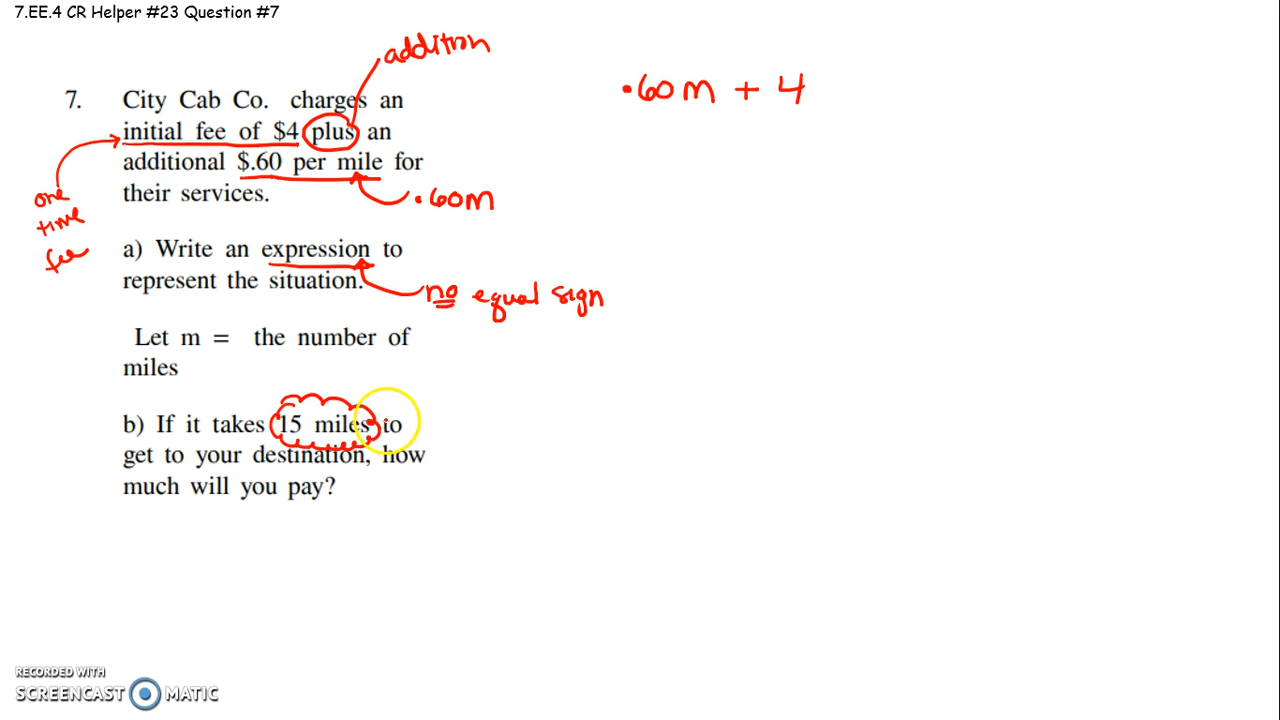 7.EE.4 CR Helper #23 Question #7
addition
.60m + 4
7. City Cab Co. charges an
initial fee of $4 plus an
additional $.60 per mile for
their services.
.60m
one
time
fee
a) Write an expression to
represent the situation.
no equal sign
Let m = the number of
miles
b) If it takes 15 miles to
get to your destination, how
much will you pay?
RECORDED WITH
SCREENCAST MATIC